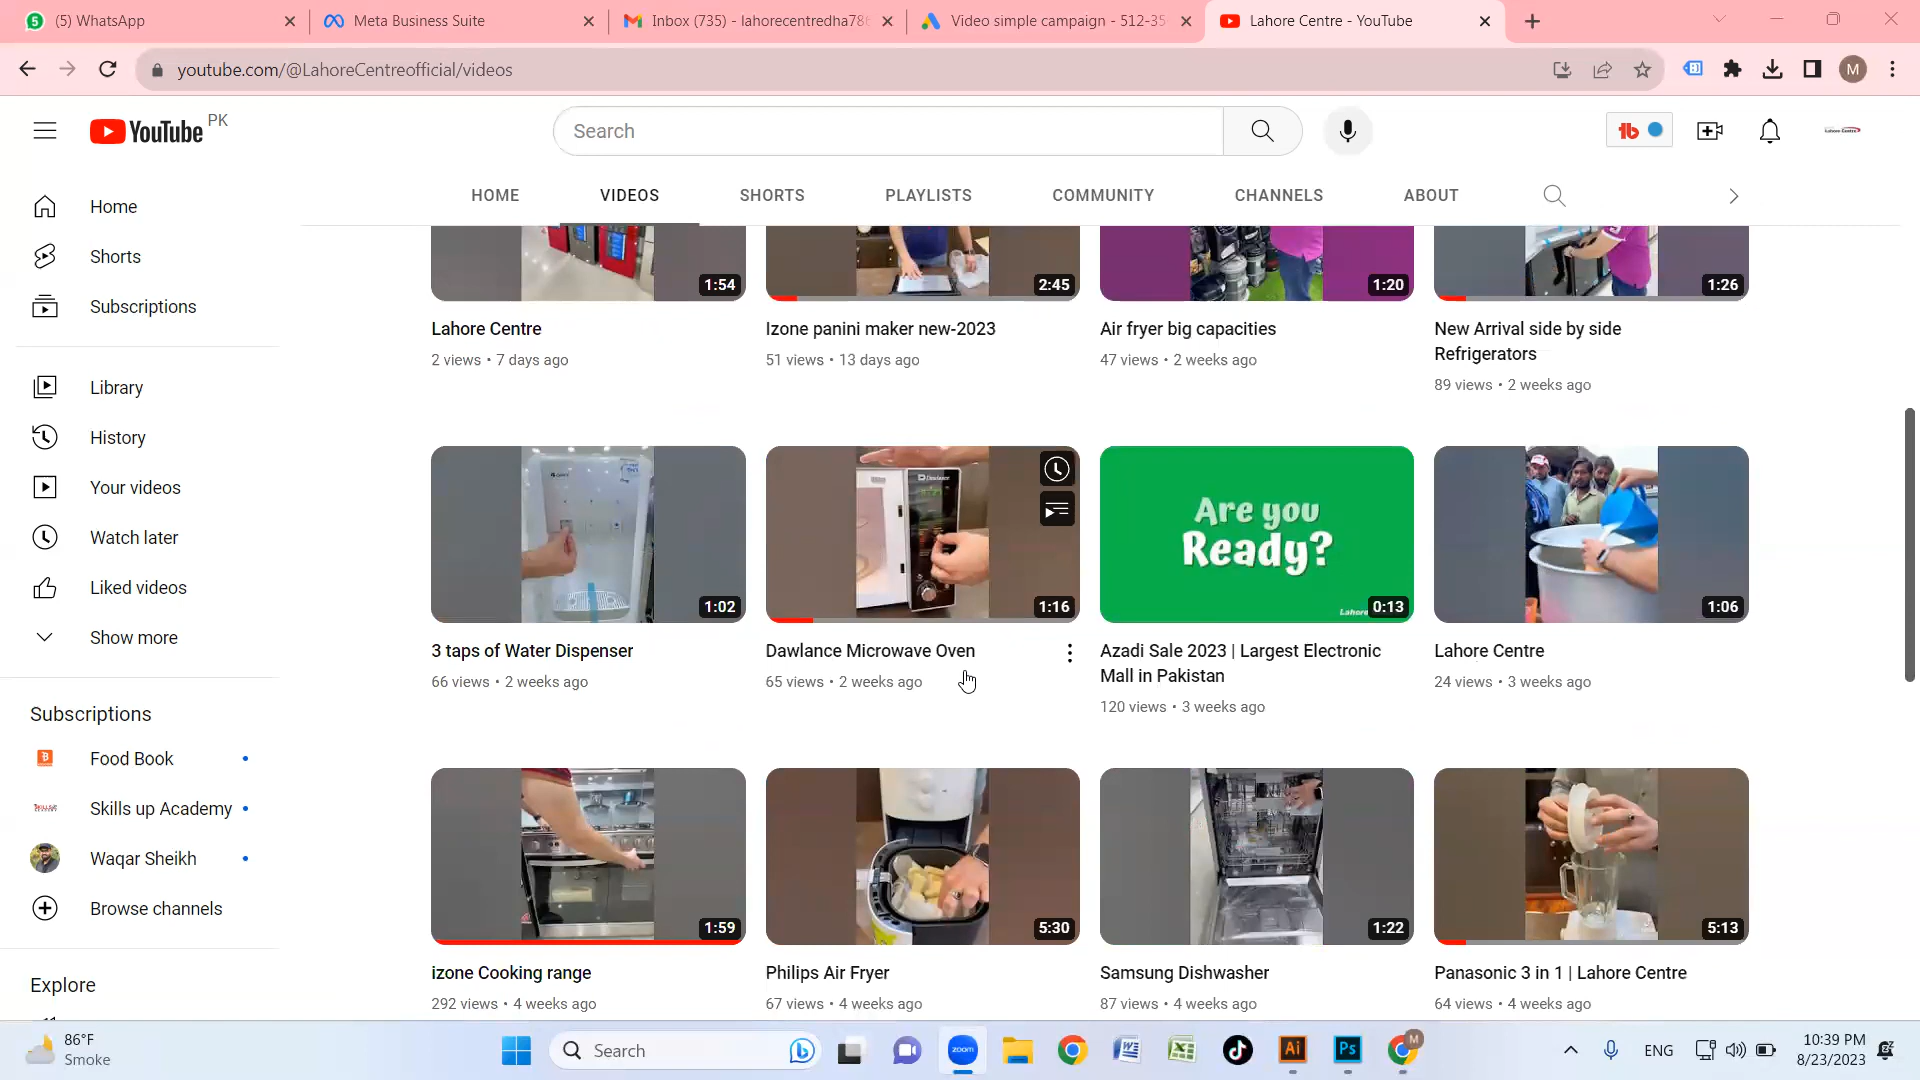 (5) WhatsApp
Meta Business Suite
Inbox (735) - lahorecentredha786
Video simple campaign - 512-35
Lahore Centre - YouTube
youtube.com/@LahoreCentreofficial/videos
M
YouTube PK
Search
Lahore Centre
HOME
VIDEOS
SHORTS
PLAYLISTS
COMMUNITY
CHANNELS
ABOUT
Home
Shorts
Subscriptions
Library
History
Your videos
Watch later
Liked videos
Show more
Subscriptions
Food Book
Skills up Academy
Waqar Sheikh
Browse channels
Explore
1:54
2:45
1:20
1:26
Lahore Centre
2 views • 7 days ago
Izone panini maker new-2023
51 views • 13 days ago
Air fryer big capacities
47 views • 2 weeks ago
New Arrival side by side
Refrigerators
89 views • 2 weeks ago
1:02
Dawlance
1:16
Are you
Ready?
Lahore
0:13
1:06
3 taps of Water Dispenser
66 views • 2 weeks ago
Dawlance Microwave Oven
65 views • 2 weeks ago
Azadi Sale 2023 | Largest Electronic
Mall in Pakistan
120 views • 3 weeks ago
Lahore Centre
24 views • 3 weeks ago
1:59
5:30
1:22
5:13
izone Cooking range
292 views • 4 weeks ago
Philips Air Fryer
67 views • 4 weeks ago
Samsung Dishwasher
87 views • 4 weeks ago
Panasonic 3 in 1 | Lahore Centre
64 views • 4 weeks ago
86°F
Smoke
Search
zoom
Ai
Ps
M
ENG
10:39 PM
8/23/2023